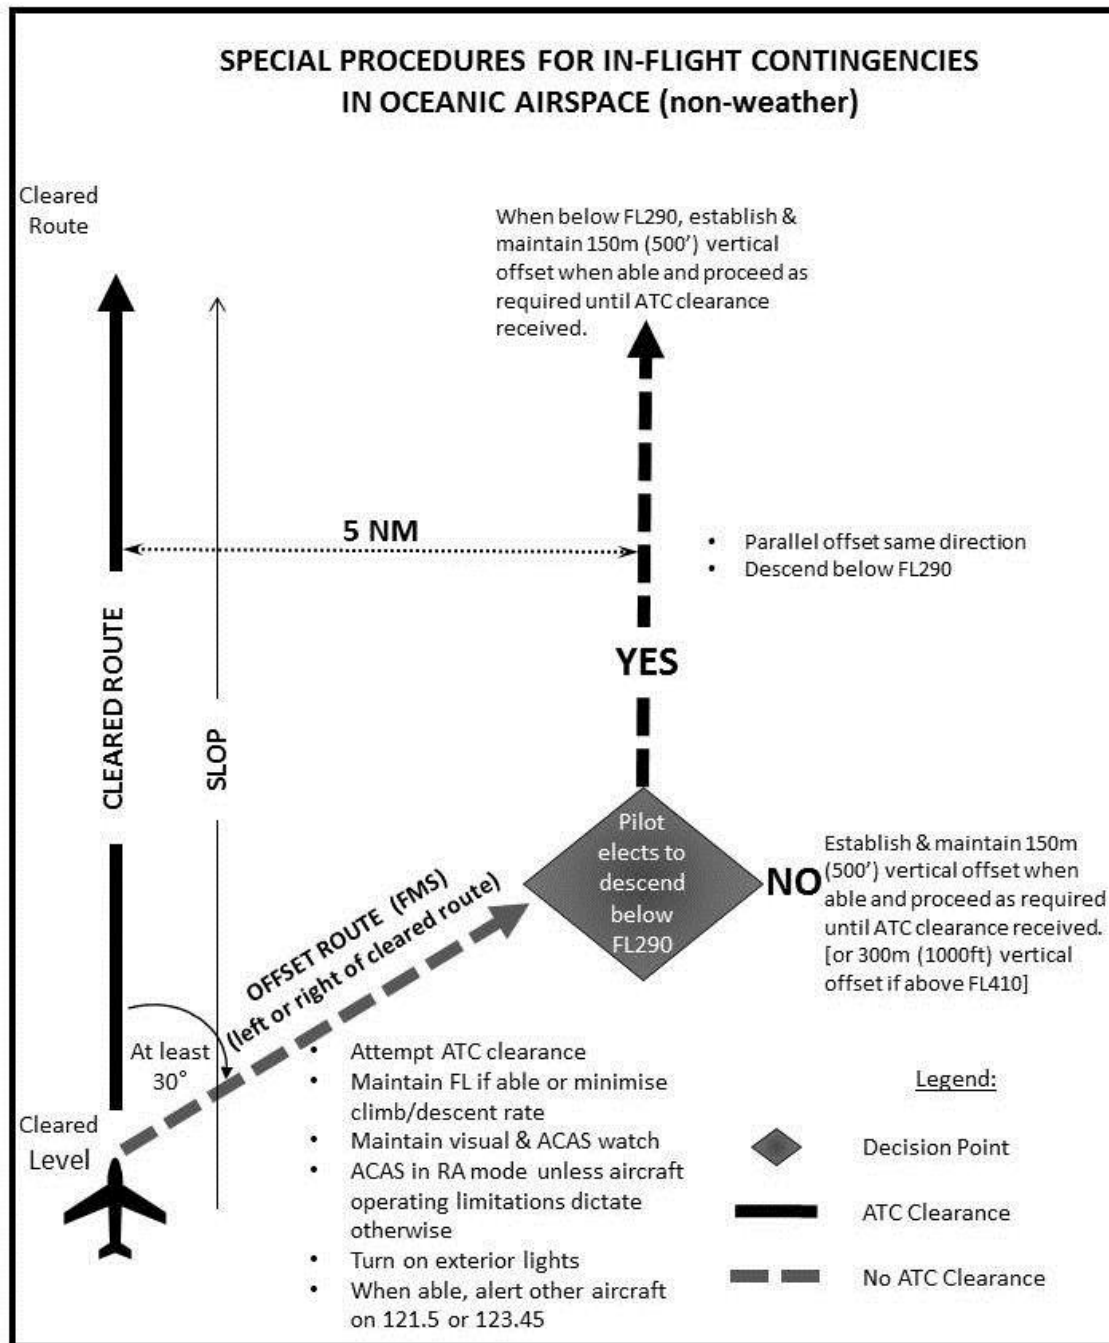 SPECIAL PROCEDURES FOR IN-FLIGHT CONTINGENCIES
IN OCEANIC AIRSPACE (non-weather)
Cleared
Route
When below FL290, establish &
maintain 150m (500’) vertical
offset when able and proceed as
required until ATC clearance
received.
5 NM
• Parallel offset same direction
• Descend below FL290
CLEARED ROUTE
SLOP
YES
Pilot
elects to
descend
below
FL290
NO
Establish & maintain 150m
(500’) vertical offset when
able and proceed as required
until ATC clearance received.
[or 300m (1000ft) vertical
offset if above FL410]
OFFSET ROUTE (FMS)
(left or right of cleared route)
At least
30°
Cleared
Level
• Attempt ATC clearance
• Maintain FL if able or minimise
climb/descent rate
• Maintain visual & ACAS watch
• ACAS in RA mode unless aircraft
operating limitations dictate
otherwise
• Turn on exterior lights
• When able, alert other aircraft
on 121.5 or 123.45
Legend:
Decision Point
ATC Clearance
No ATC Clearance